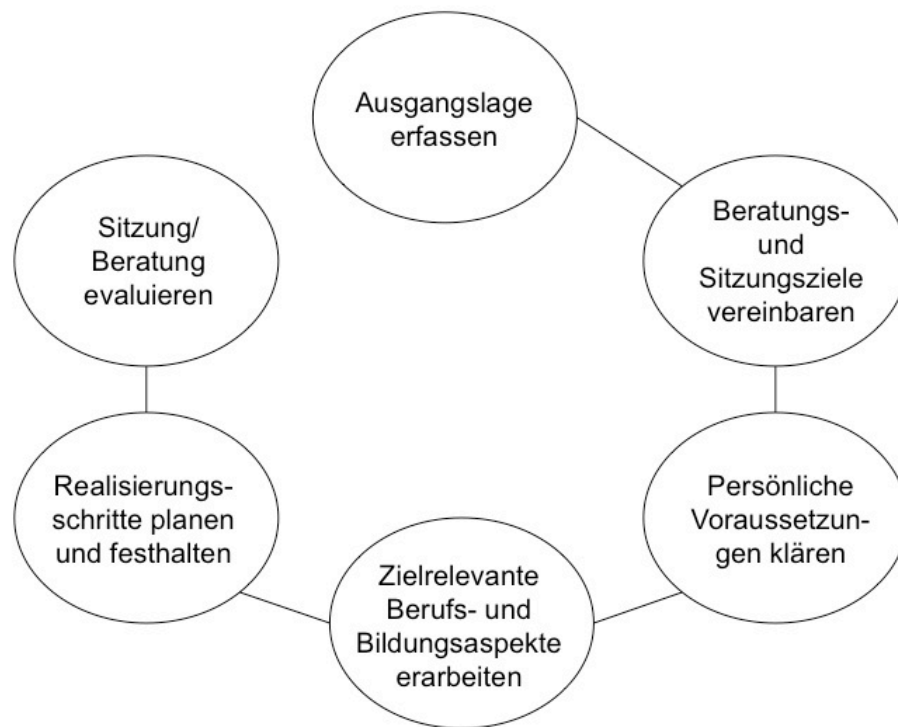 Ausgangslage
erfassen
Beratungs-
und
Sitzungsziele
vereinbaren
Persönliche
Voraussetzun-
gen klären
Zielrelevante
Berufs- und
Bildungsaspekte
erarbeiten
Realisierungs-
schritte planen
und festhalten
Sitzung/
Beratung
evaluieren